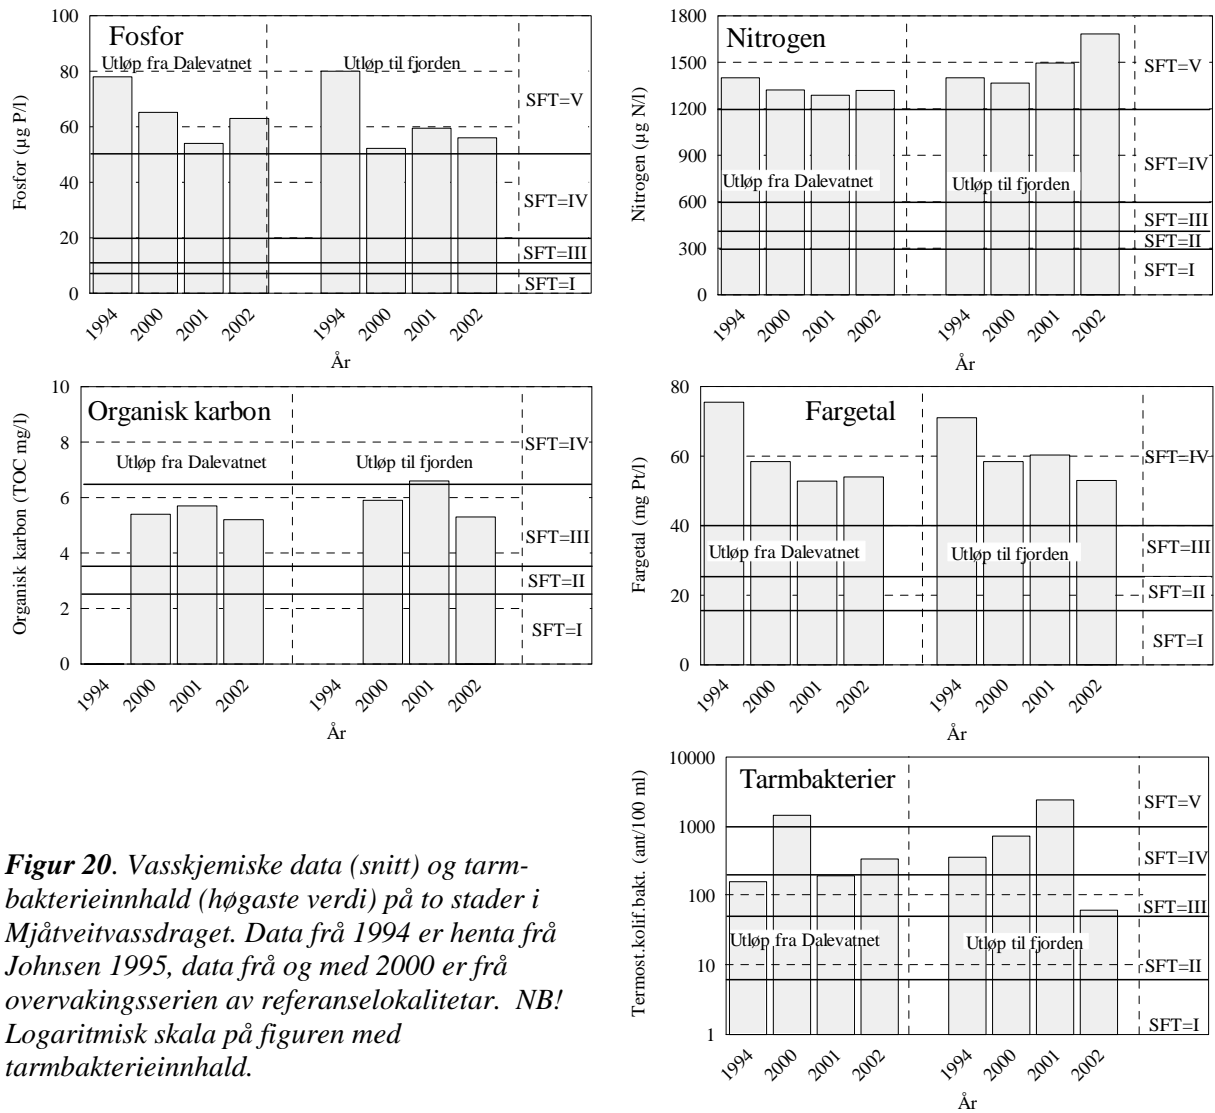 Fosfor
Utløp fra Dalevatnet
Utløp til fjorden
100
80
60
40
20
0
Fosfor (µg P/l)
SFT=V
SFT=IV
SFT=III
SFT=I
1994
2000
2001
2002
1994
2000
2001
2002
År
Nitrogen
Utløp fra Dalevatnet
Utløp til fjorden
1800
1500
1200
900
600
300
0
Nitrogen (µg N/l)
SFT=V
SFT=IV
SFT=III
SFT=II
SFT=I
1994
2000
2001
2002
1994
2000
2001
2002
År
Organisk karbon
Utløp fra Dalevatnet
Utløp til fjorden
10
8
6
4
2
0
Organisk karbon (TOC mg/l)
SFT=IV
SFT=III
SFT=II
SFT=I
1994
2000
2001
2002
1994
2000
2001
2002
År
Fargetal
Utløp fra Dalevatnet
Utløp til fjorden
80
60
40
20
0
Fargetal (mg Pt/l)
SFT=IV
SFT=III
SFT=II
SFT=I
1994
2000
2001
2002
1994
2000
2001
2002
År
Tarmbakterier
Utløp fra Dalevatnet
Utløp til fjorden
10000
1000
100
10
1
Termost.kolif.bakt. (ant/100 ml)
SFT=V
SFT=IV
SFT=III
SFT=II
SFT=I
1994
2000
2001
2002
1994
2000
2001
2002
År
Figur 20. Vasskjemiske data (snitt) og tarm-
bakterieinnhald (høgaste verdi) på to stader i
Mjåtveitvassdraget. Data frå 1994 er henta frå
Johnsen 1995, data frå og med 2000 er frå
overvakingsserien av referanselokalitetar. NB!
Logaritmisk skala på figuren med
tarmbakterieinnhald.